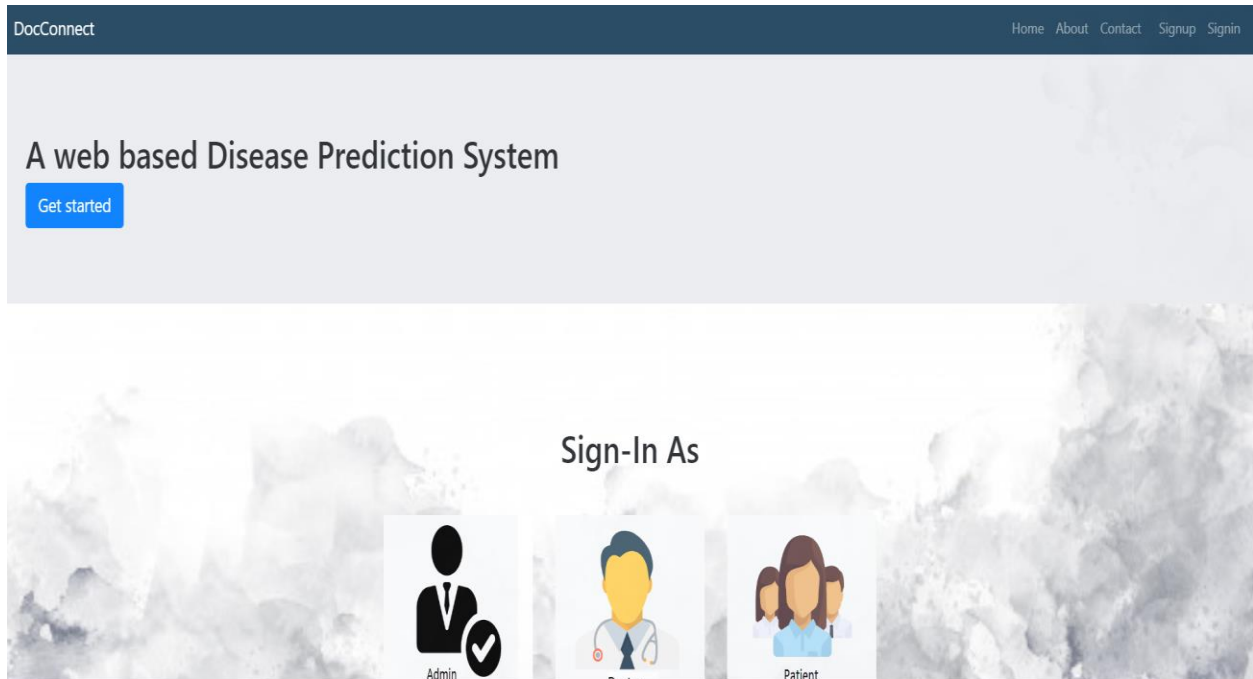 DocConnect
Home About Contact Signup Signin
A web based Disease Prediction System
Get started
Sign-In As
Admin
Patient